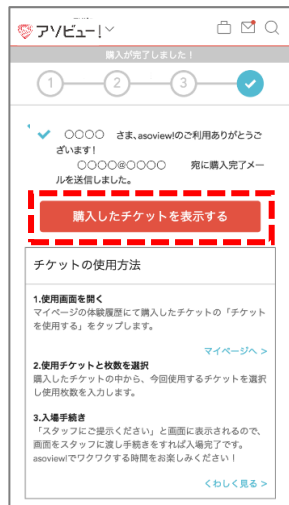 アソビュー!
購入が完了しました！
1
2
3
○○○○ さま、asoview!のご利用ありがとうご
ざいます！
○○○○@○○○○ 宛に購入完了メー
ルを送信しました。
購入したチケットを表示する
チケットの使用方法
1.使用画面を開く
マイページの体験履歴にて購入したチケットの「チケット
を使用する」をタップします。
マイページへ >
2.使用チケットと枚数を選択
購入したチケットの中から、今回使用するチケットを選択
し使用枚数を入力します。
3.入場手続き
「スタッフにご提示ください」と画面に表示されるので、
画面をスタッフに渡し手続きをすれば入場完了です。
asoview!でワクワクする時間をお楽しみください！
くわしく見る >